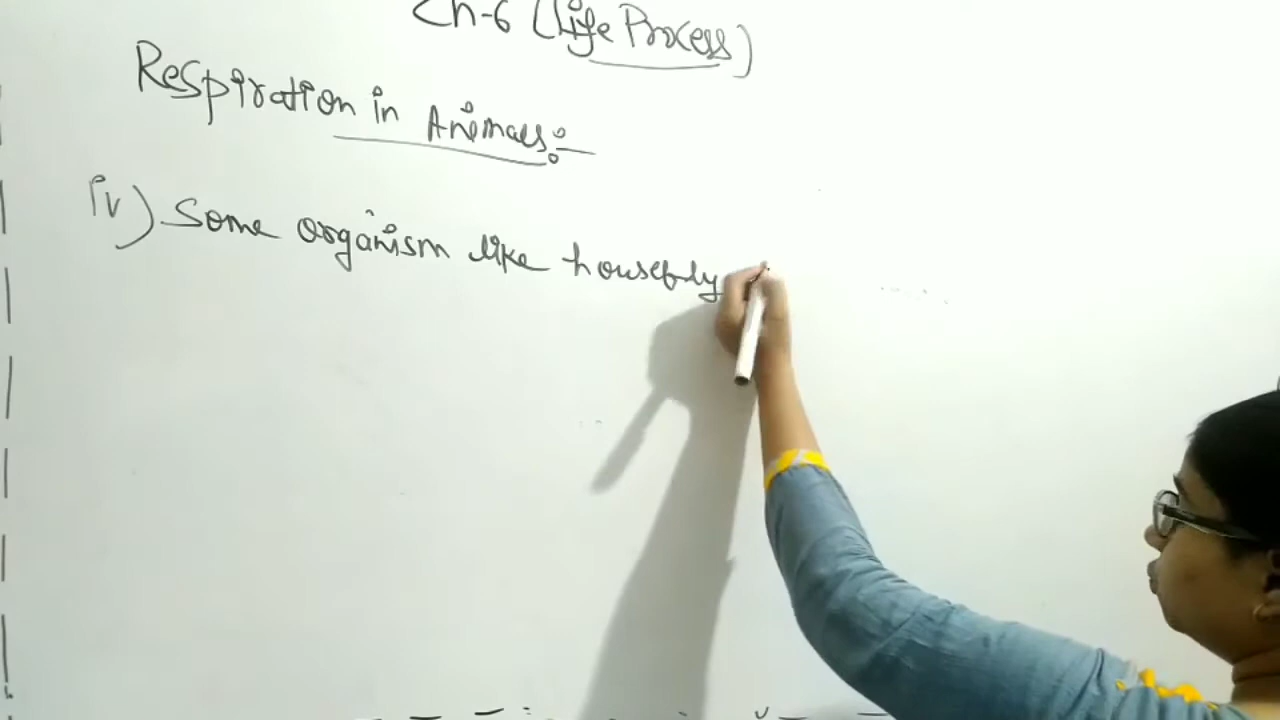 Ch-6 (Life Process)
Respiration in Animals:-
iv) Some organism like housefly